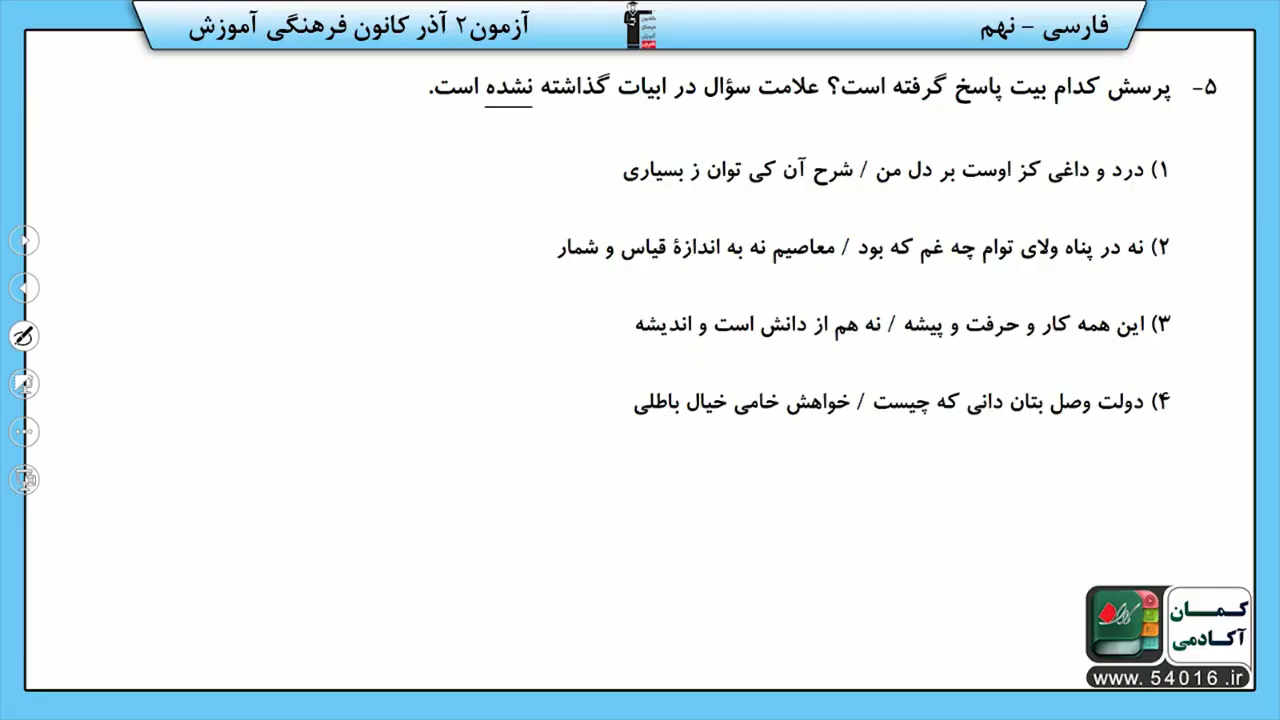 فارسی - نهم
آزمون۲ آذر کانون فرهنگی آموزش
۵- پرسش کدام بیت پاسخ گرفته است؟ علامت سؤال در ابیات گذاشته نشده است.
۱) درد و داغی کز اوست بر دل من / شرح آن کی توان ز بسیاری
۲) نه در پناه ولای توام چه غم که بود / معاصیم نه به اندازهٔ قیاس و شمار
۳) این همه کار و حرفت و پیشه / نه هم از دانش است و اندیشه
۴) دولت وصل بتان دانی که چیست / خواهش خامی خیال باطلی
کمان
آکادمی
www. 54016 .ir